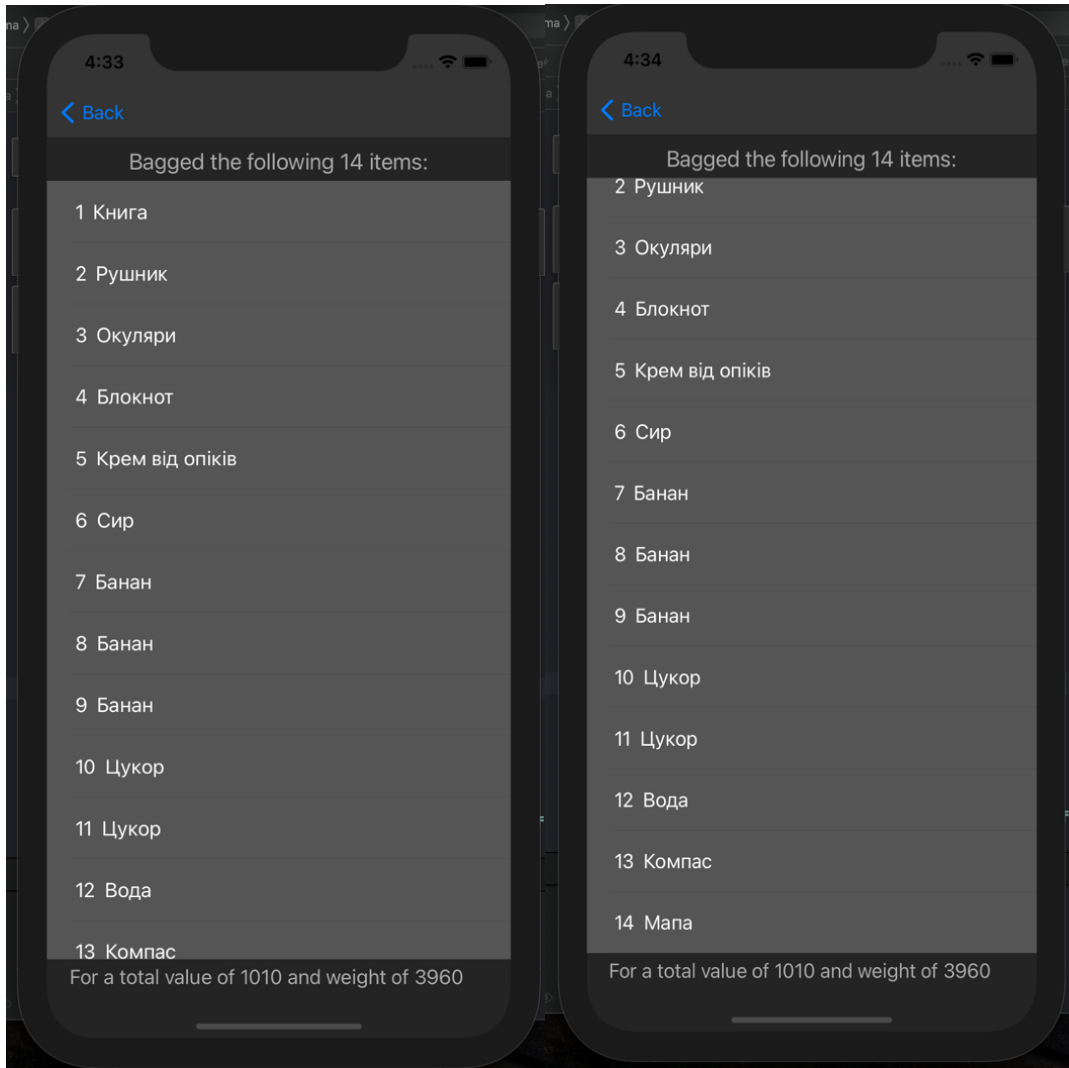 4:33
Back
Bagged the following 14 items:
1 Книга
2 Рушник
3 Окуляри
4 Блокнот
5 Крем від опіків
6 Сир
7 Банан
8 Банан
9 Банан
10 Цукор
11 Цукор
12 Вода
13 Компас
For a total value of 1010 and weight of 3960
4:34
Back
Bagged the following 14 items:
2 Рушник
3 Окуляри
4 Блокнот
5 Крем від опіків
6 Сир
7 Банан
8 Банан
9 Банан
10 Цукор
11 Цукор
12 Вода
13 Компас
14 Мапа
For a total value of 1010 and weight of 3960